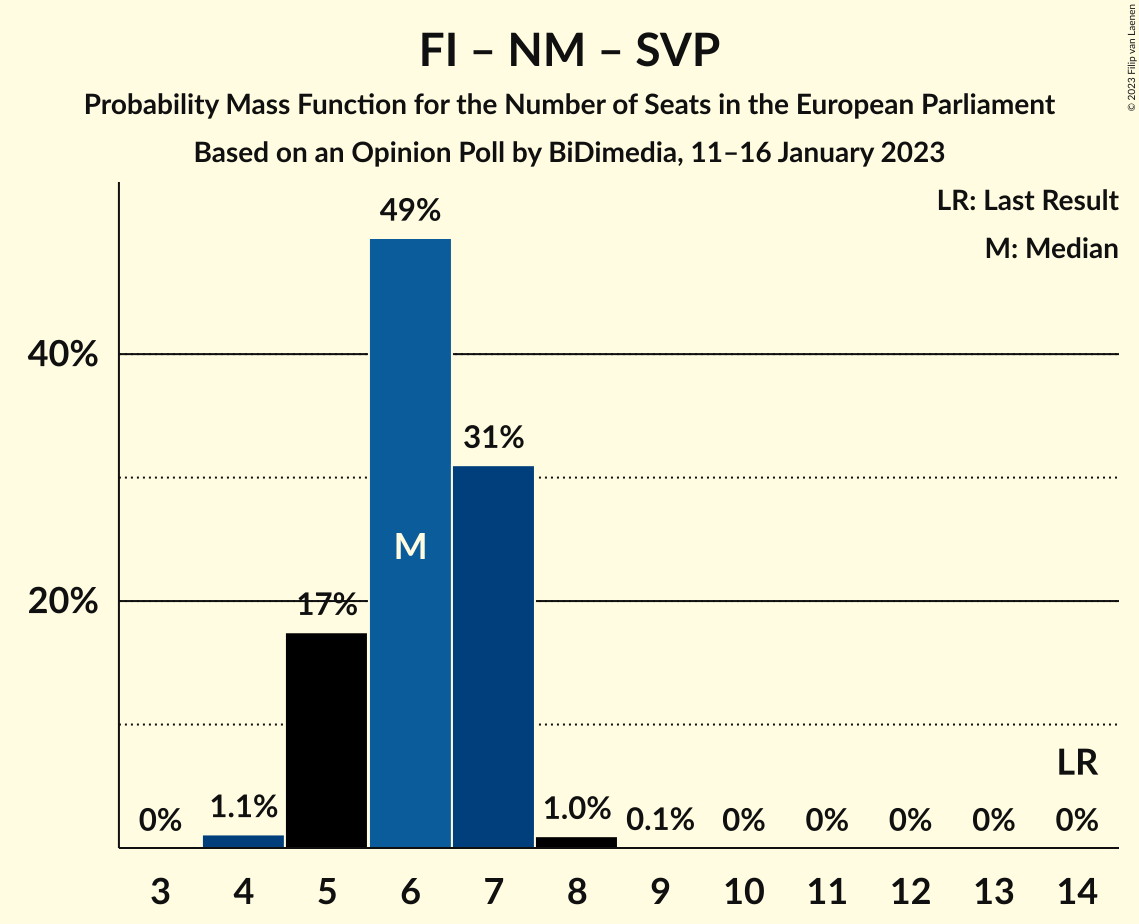 FI – NM – SVP
Probability Mass Function for the Number of Seats in the European Parliament
Based on an Opinion Poll by BiDimedia, 11–16 January 2023
© 2023 Filip van Laenen
LR: Last Result
M: Median
49%
40%
31%
M
20%
17%
LR
0% 1.1% 1.0% 0.1% 0% 0% 0% 0% 0%
3 4 5 6 7 8 9 10 11 12 13 14